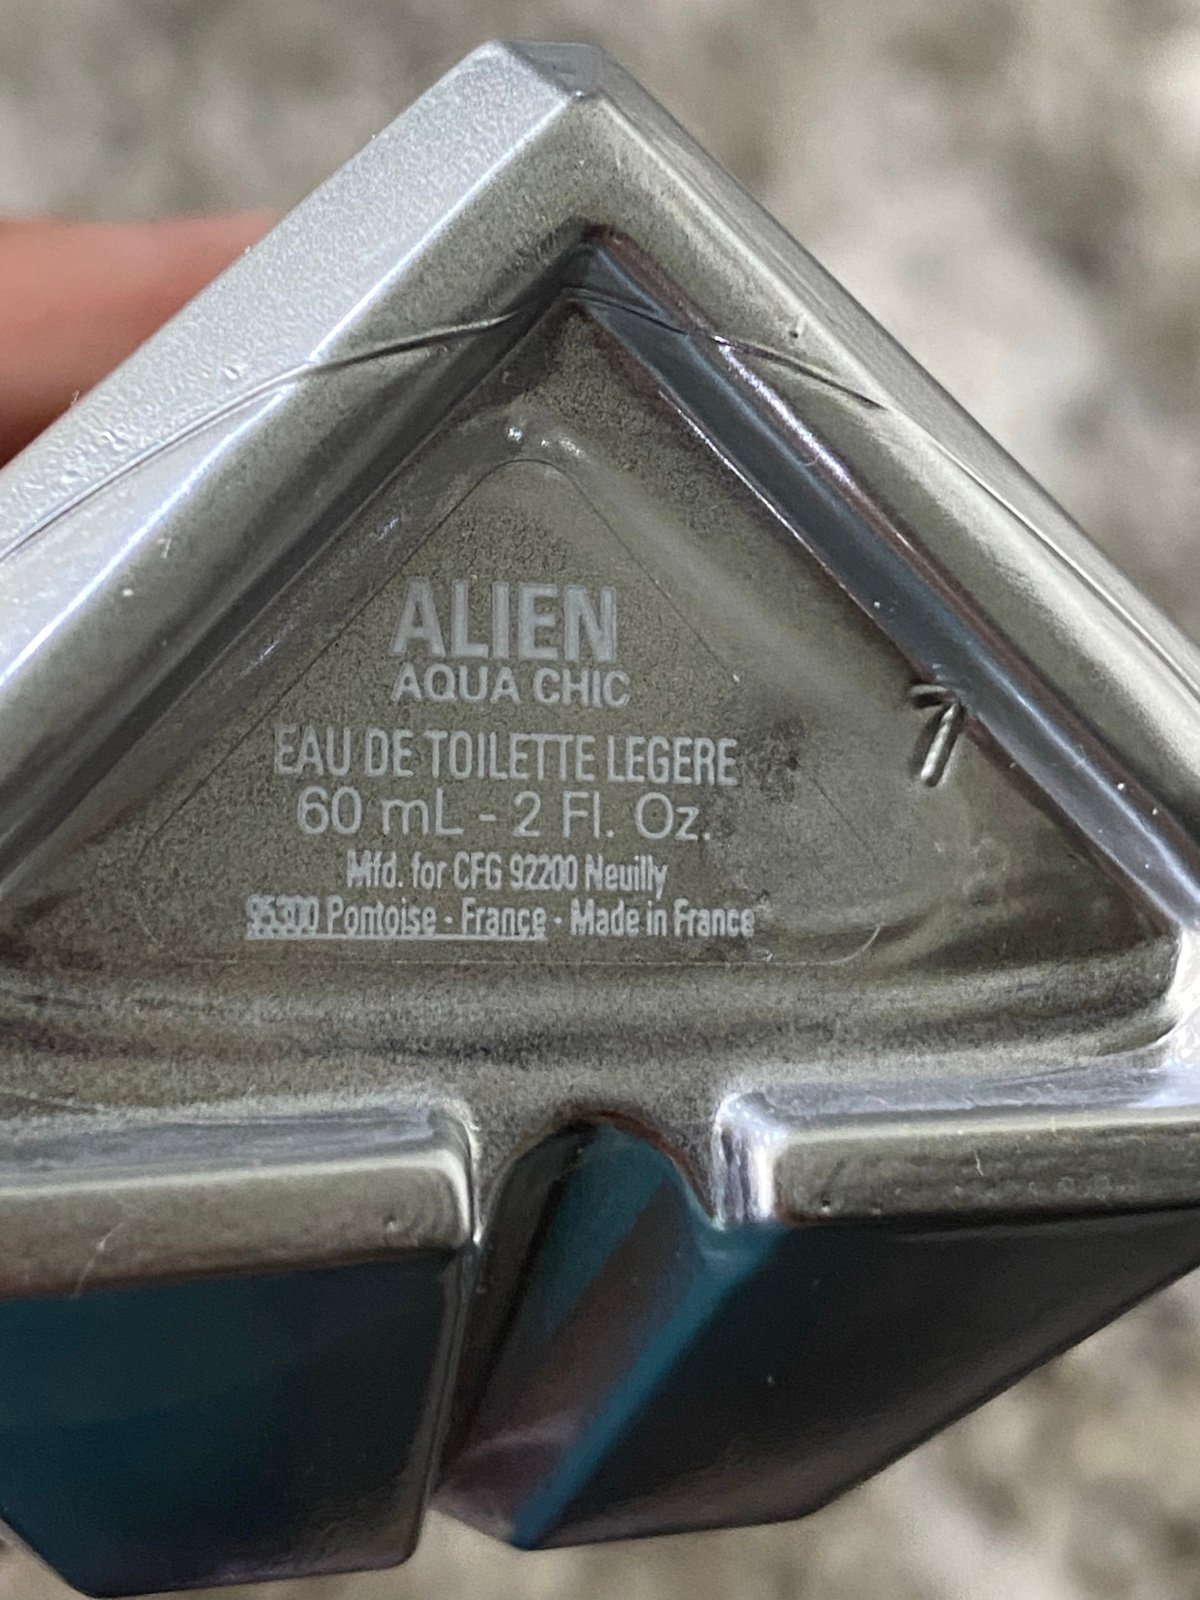 ALIEN
AQUA CHIC
EAU DE TOILETTE LEGERE
60 mL - 2 Fl. Oz.
Mfd. for CFG 92200 Neuilly
95300 Pontoise - France - Made in France
7